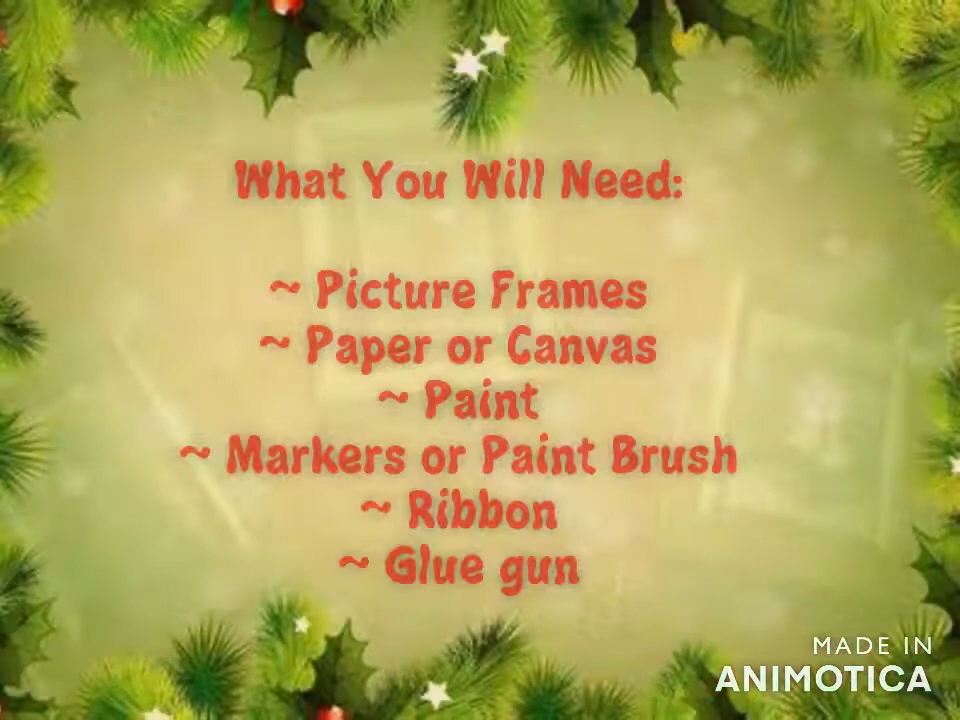 What You Will Need:
~ Picture Frames
~ Paper or Canvas
~ Paint
~ Markers or Paint Brush
~ Ribbon
~ Glue gun
MADE IN
ANIMOTICA